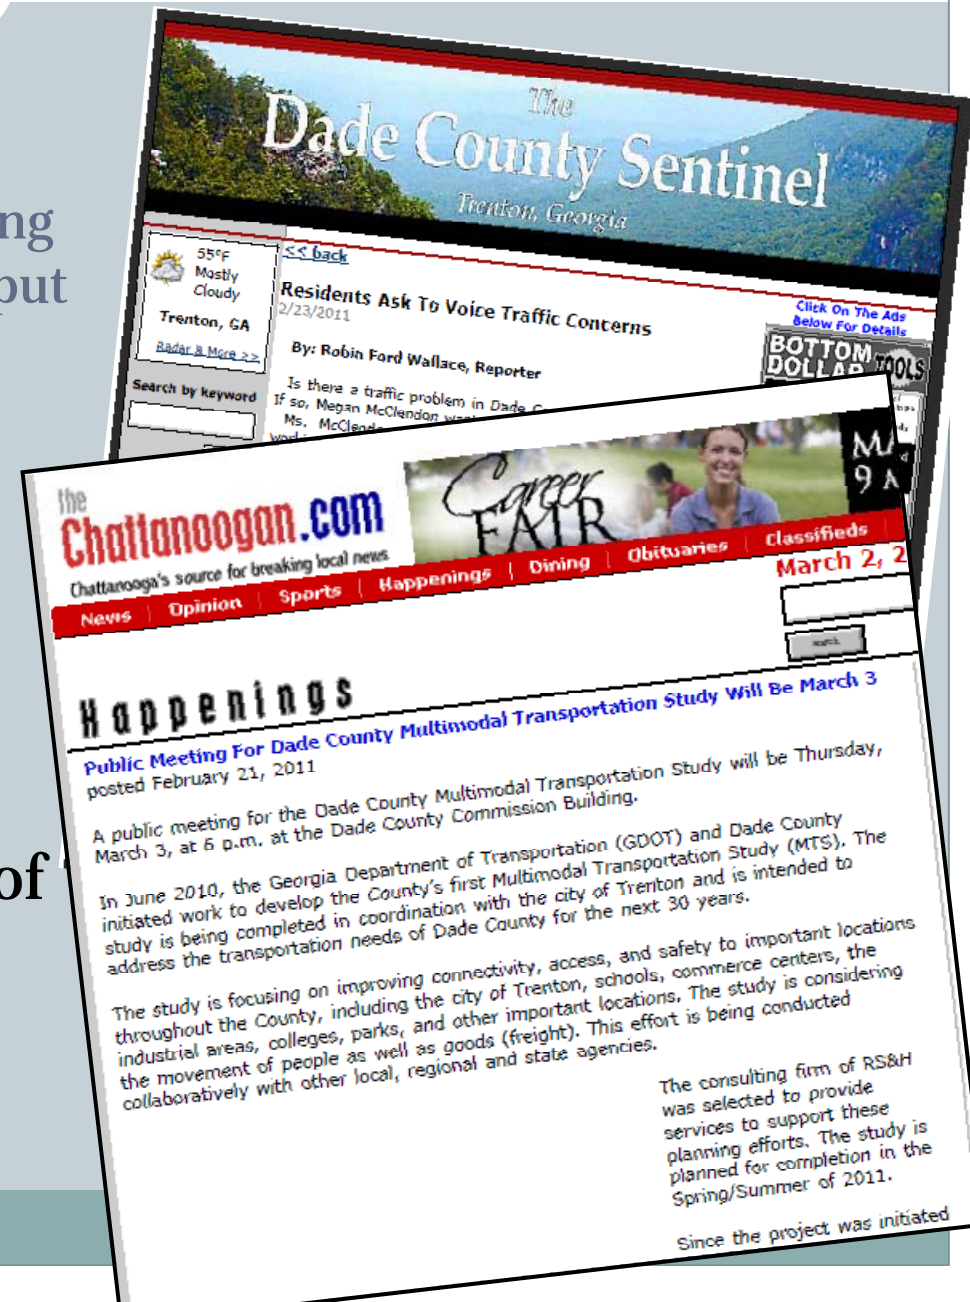 ng
out
of
The
Dade County Sentinel
Trenton, Georgia
55°F
Mostly
Cloudy
Trenton, GA
Radar & More >>
Search by keyword
<< back
Residents Ask To Voice Traffic Concerns
2/23/2011
By: Robin Ford Wallace, Reporter
Is there a traffic problem in Dade
If so, Megan McClendon
Ms.
Click On The Ads
Below For Details
BOTTOM
DOLLAR TOOLS
the
Chattanoogan.com
Chattanooga's source for breaking local news
Career
FAIR
9 A
News | Opinion | Sports | Happenings | Dining | Obituaries | Classifieds
March 2, 2
search
Happenings
Public Meeting For Dade County Multimodal Transportation Study Will Be March 3
posted February 21, 2011
A public meeting for the Dade County Multimodal Transportation Study will be Thursday,
March 3, at 6 p.m. at the Dade County Commission Building.
In June 2010, the Georgia Department of Transportation (GDOT) and Dade County
initiated work to develop the County's first Multimodal Transportation Study (MTS). The
study is being completed in coordination with the city of Trenton and is intended to
address the transportation needs of Dade County for the next 30 years.
The study is focusing on improving connectivity, access, and safety to important locations
throughout the County, including the city of Trenton, schools, commerce centers, the
industrial areas, colleges, parks, and other important locations. The study is considering
the movement of people as well as goods (freight). This effort is being conducted
collaboratively with other local, regional and state agencies.
The consulting firm of RS&H
was selected to provide
services to support these
planning efforts. The study is
planned for completion in the
Spring/Summer of 2011.
Since the project was initiated